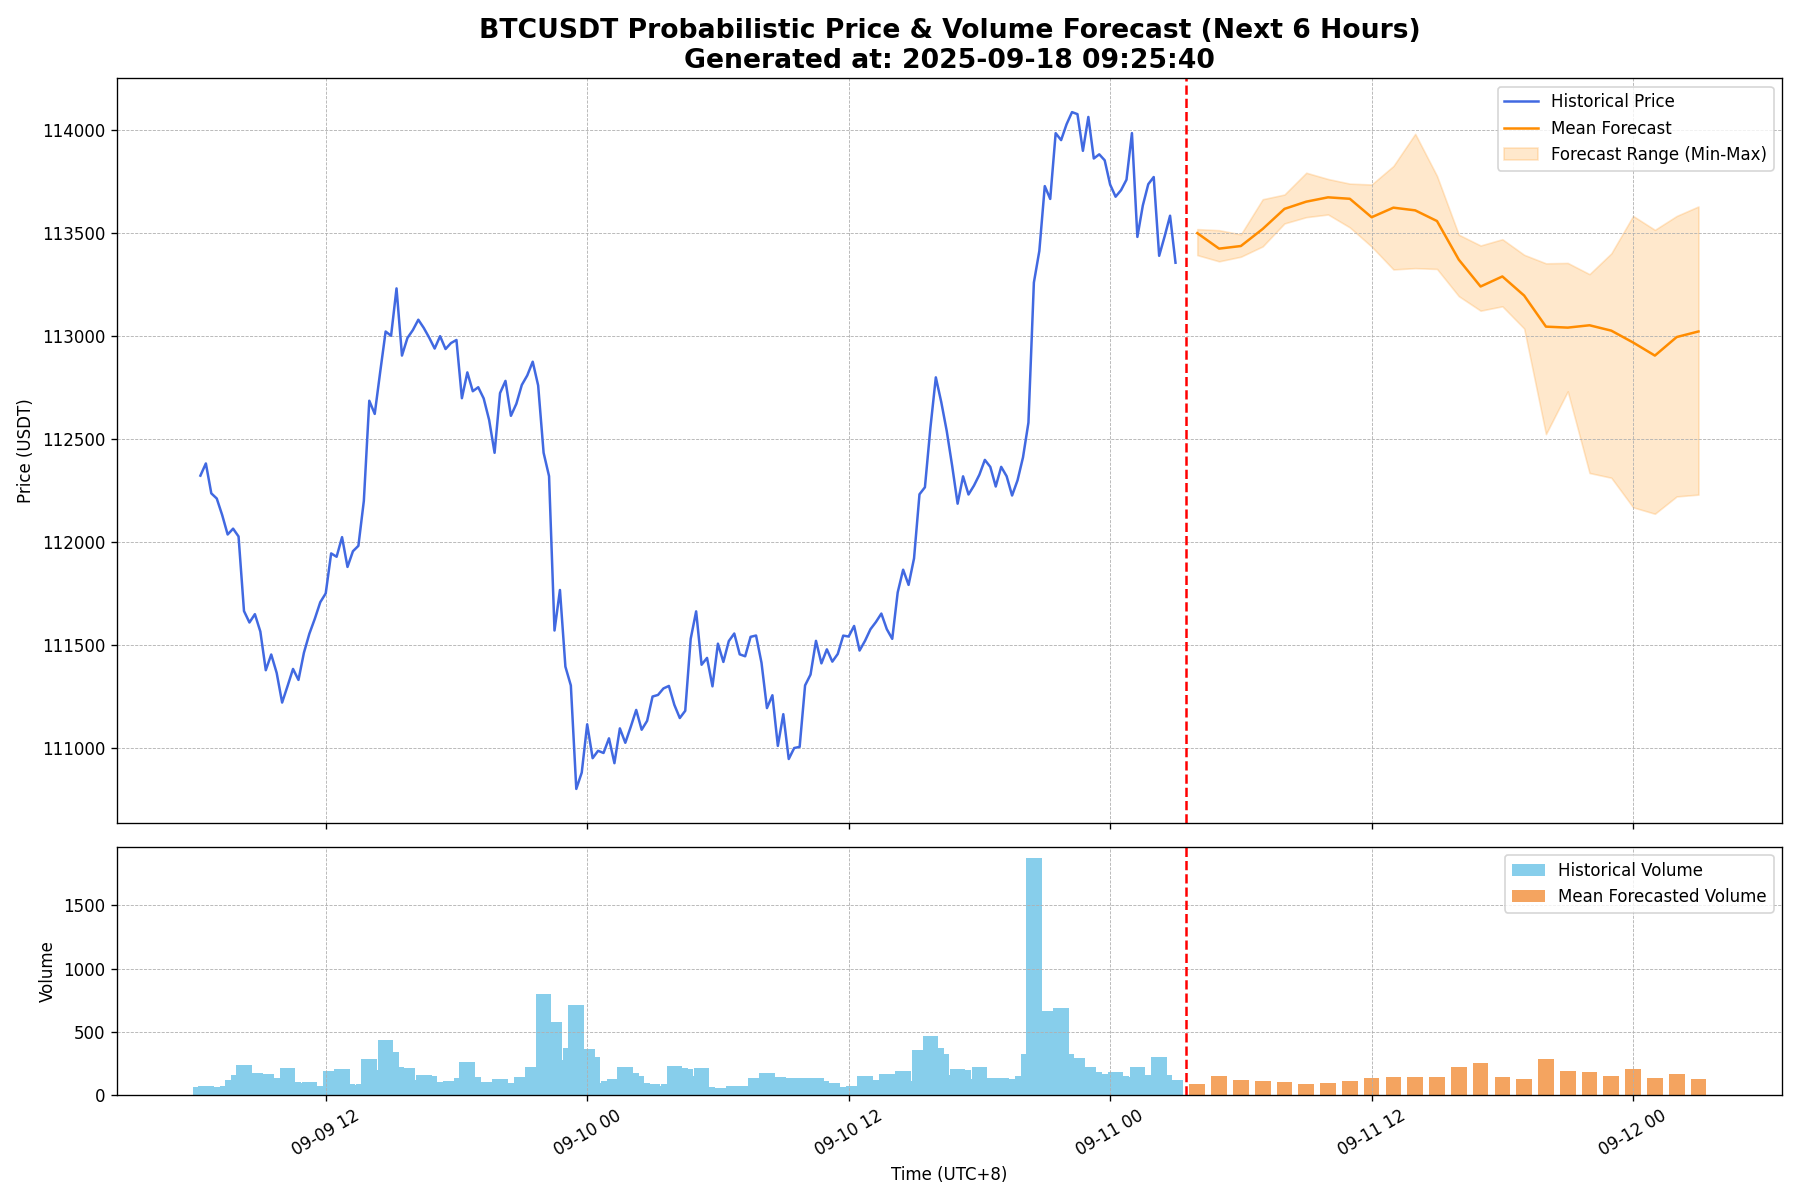 BTCUSDT Probabilistic Price & Volume Forecast (Next 6 Hours)
Generated at: 2025-09-18 09:25:40
Historical Price
Mean Forecast
Forecast Range (Min-Max)
Price (USDT)
114000
113500
113000
112500
112000
111500
111000
Historical Volume
Mean Forecasted Volume
Volume
1500
1000
500
0
09-09 12
09-10 00
09-10 12
09-11 00
09-11 12
09-12 00
Time (UTC+8)